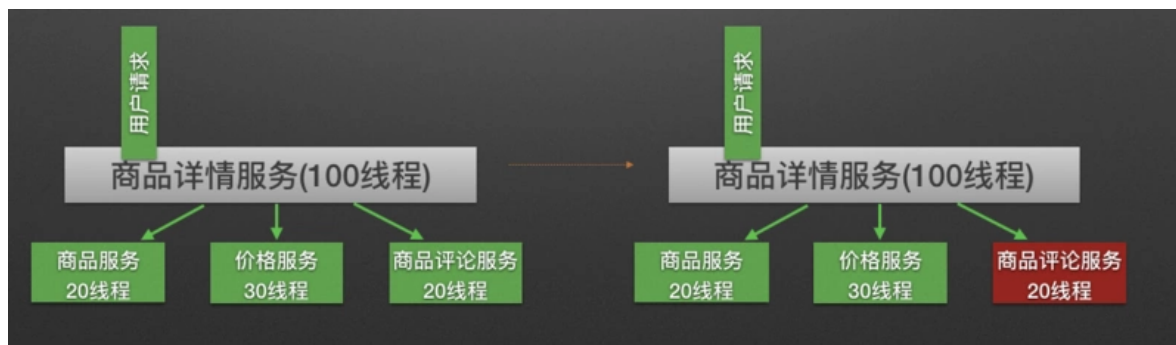 用户请求
商品详情服务(100线程)
商品服务
20线程
价格服务
30线程
商品评论服务
20线程
用户请求
商品详情服务(100线程)
商品服务
20线程
价格服务
30线程
商品评论服务
20线程